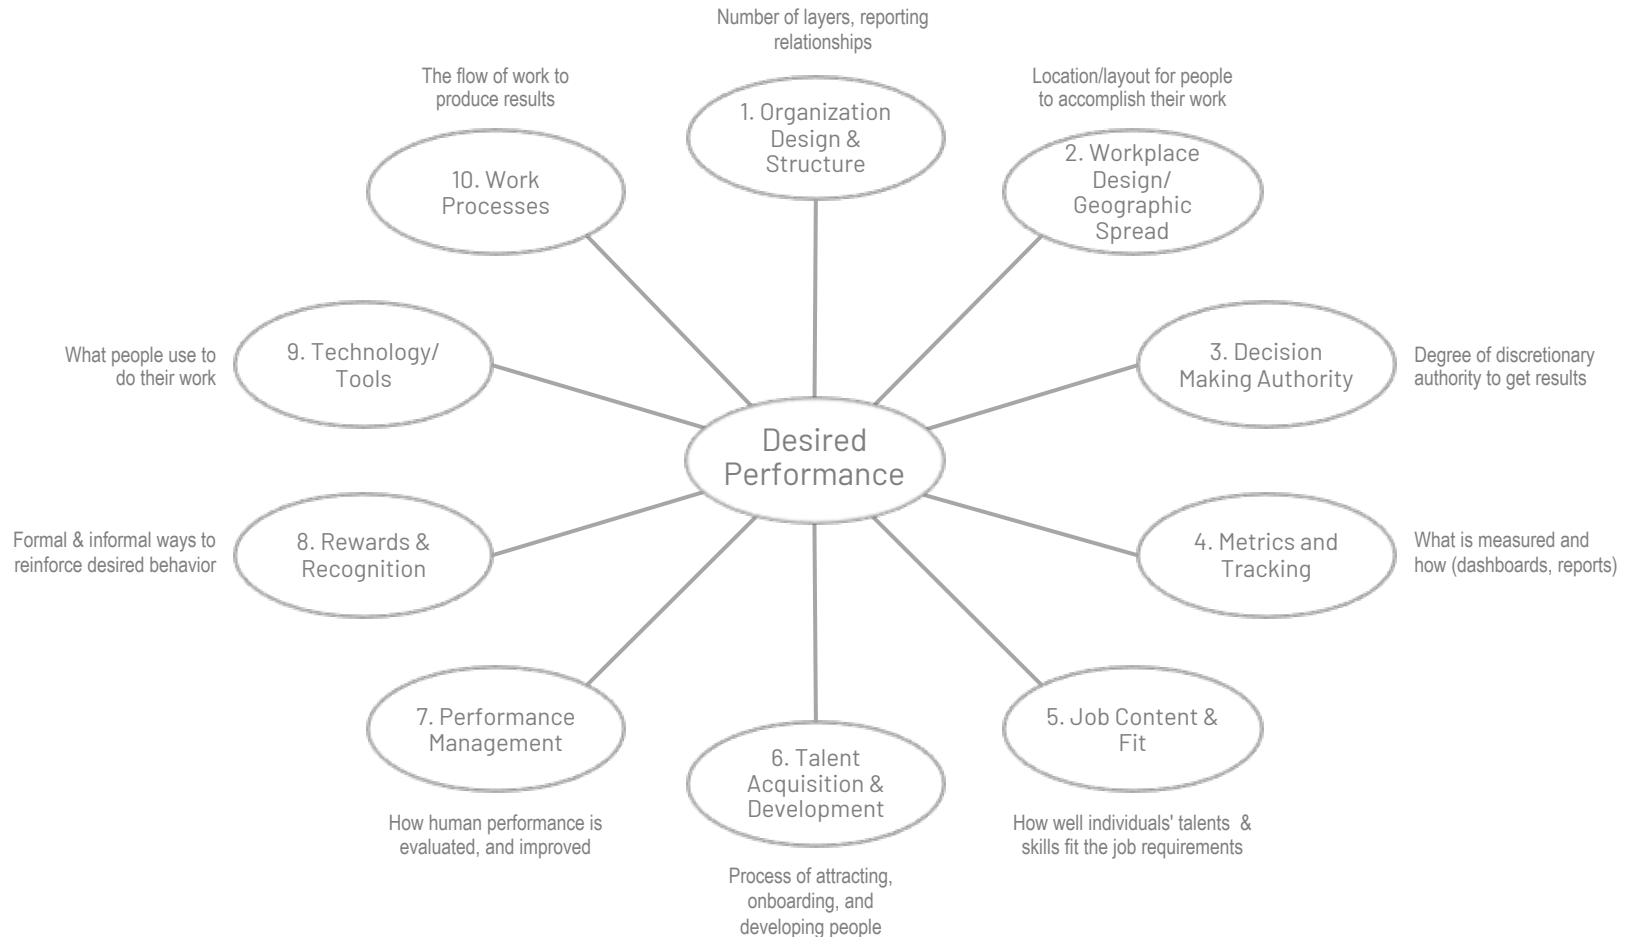 Number of layers, reporting
relationships
1. Organization
Design &
Structure
Location/layout for people
to accomplish their work
2. Workplace
Design/
Geographic
Spread
3. Decision
Making Authority
Degree of discretionary
authority to get results
4. Metrics and
Tracking
What is measured and
how (dashboards, reports)
5. Job Content &
Fit
How well individuals' talents  &
skills fit the job requirements
6. Talent
Acquisition &
Development
Process of attracting,
onboarding, and
developing people
7. Performance
Management
How human performance is
evaluated, and improved
8. Rewards &
Recognition
Formal & informal ways to
reinforce desired behavior
9. Technology/
Tools
What people use to
do their work
The flow of work to
produce results
10. Work
Processes
Desired
Performance